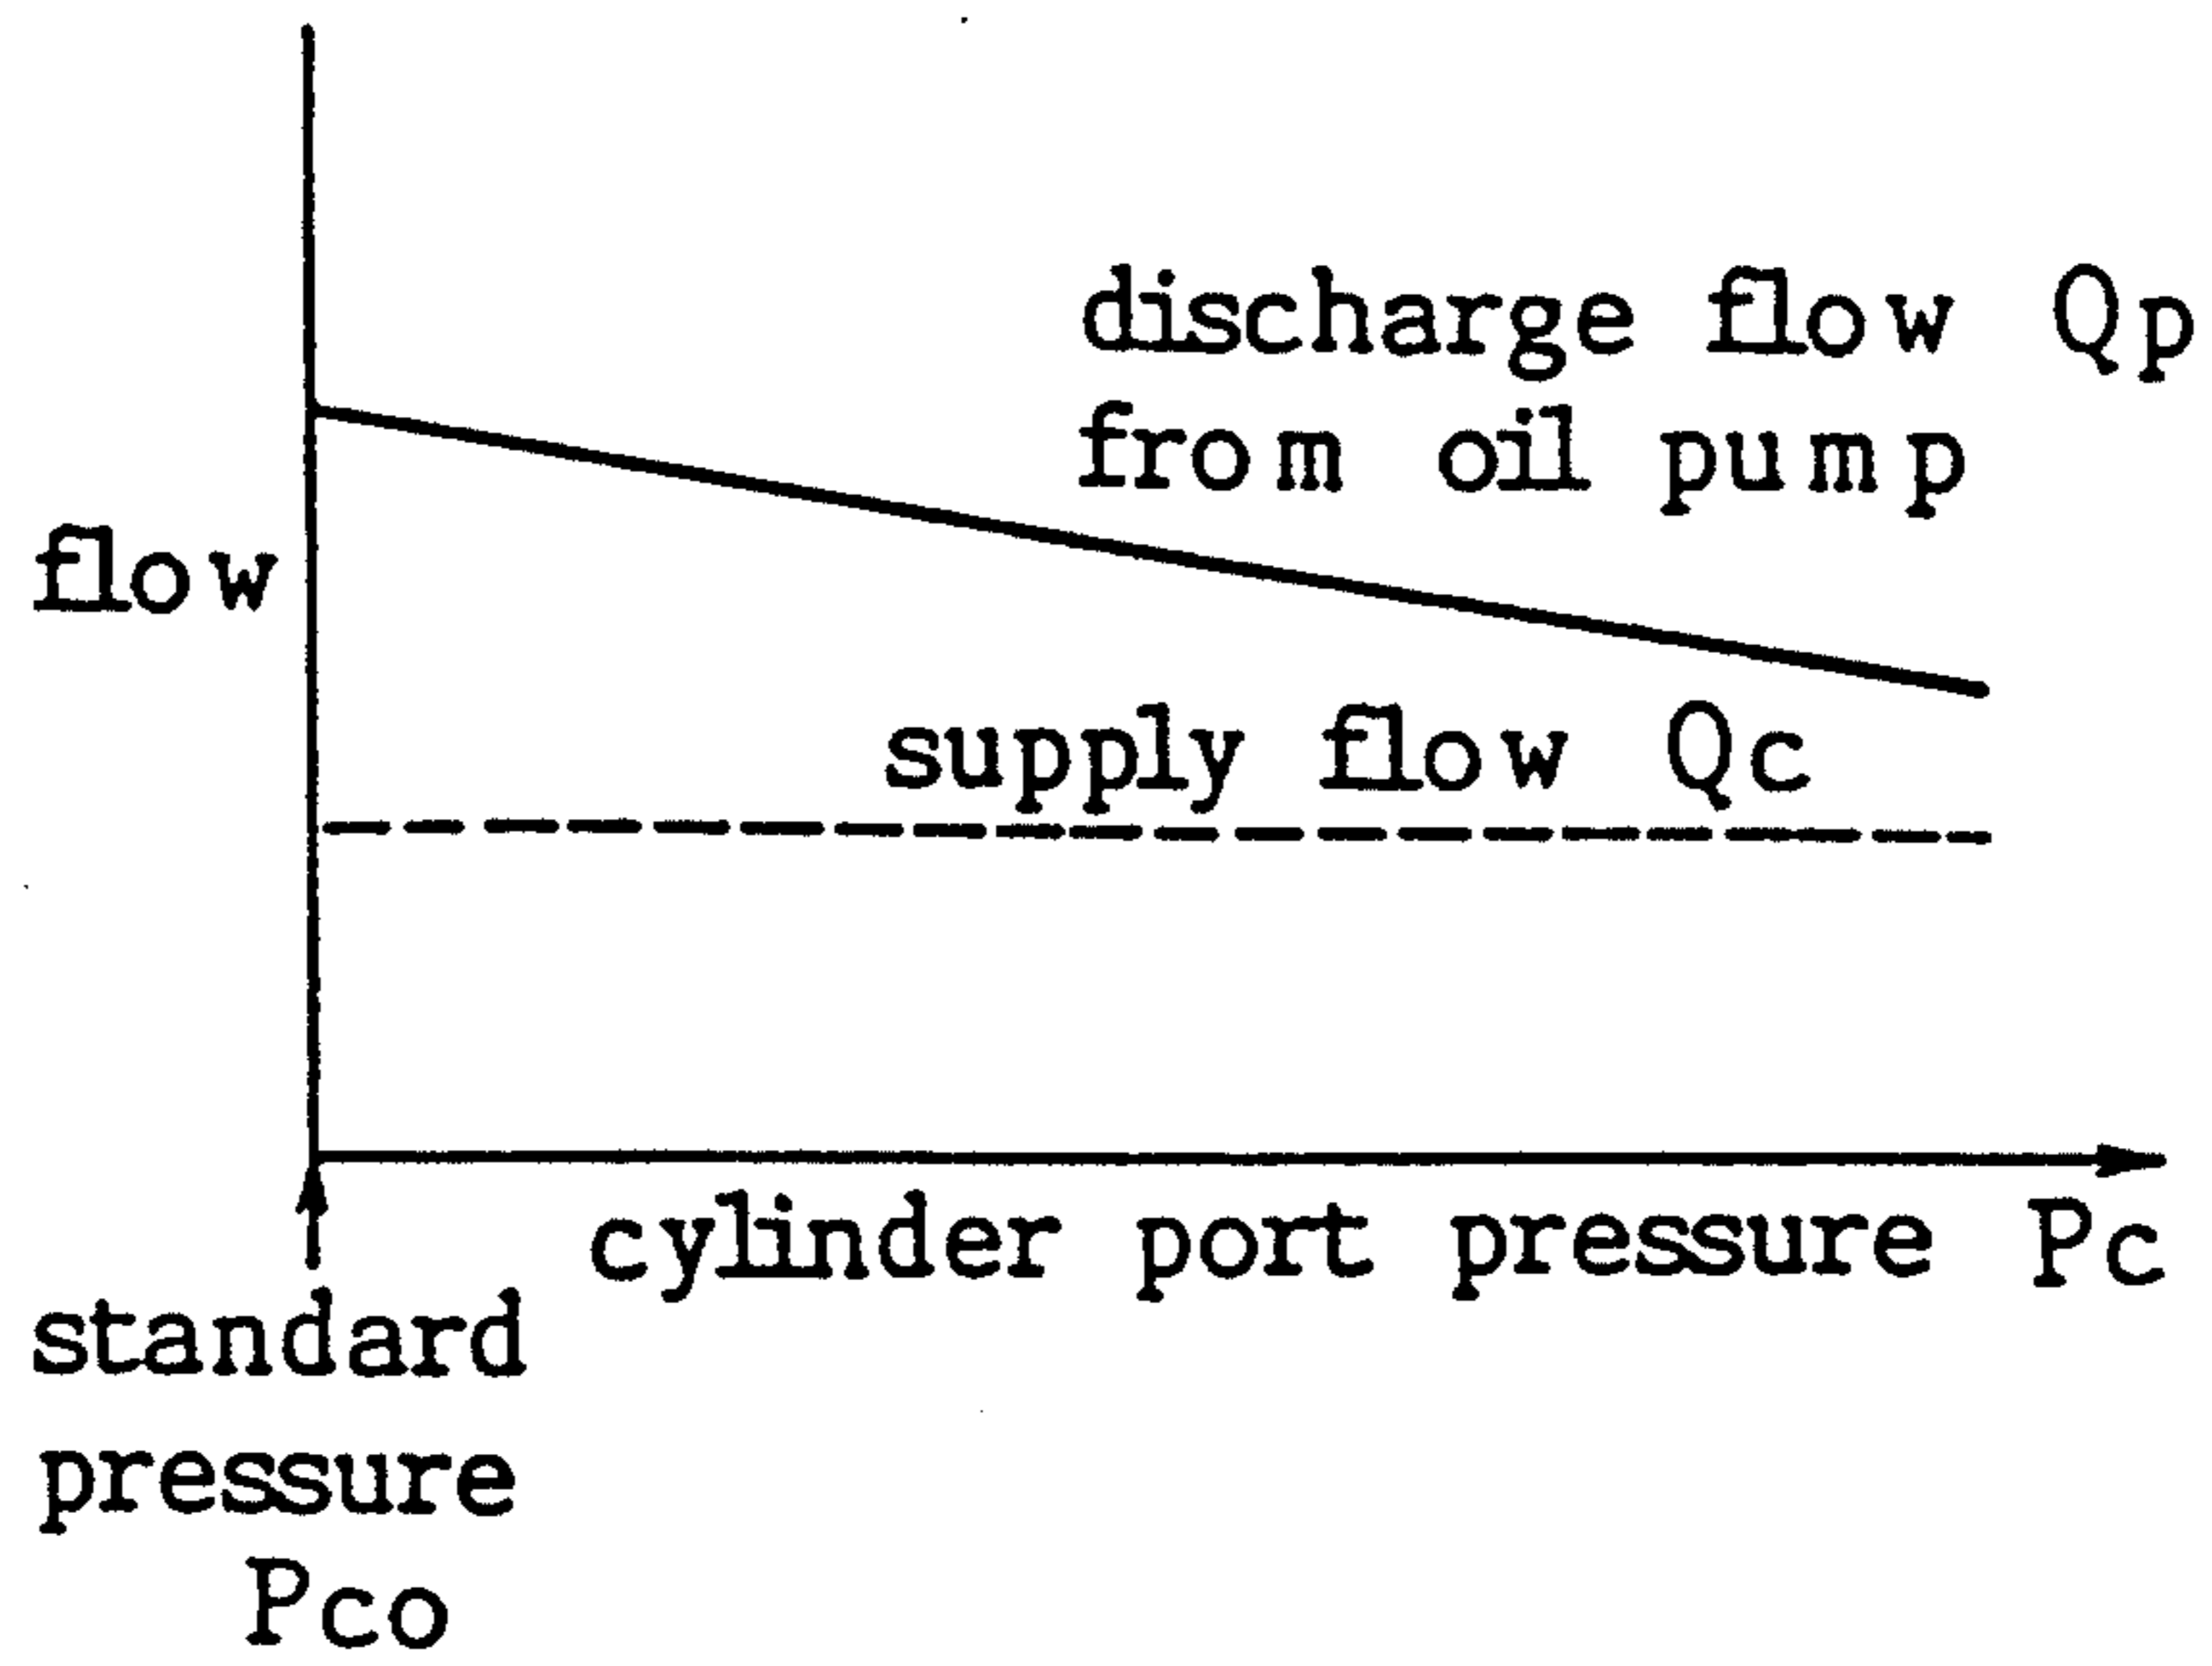 discharge flow Qp
from oil pump
flow
supply flow Qc
cylinder port pressure Pc
standard
pressure
Pco